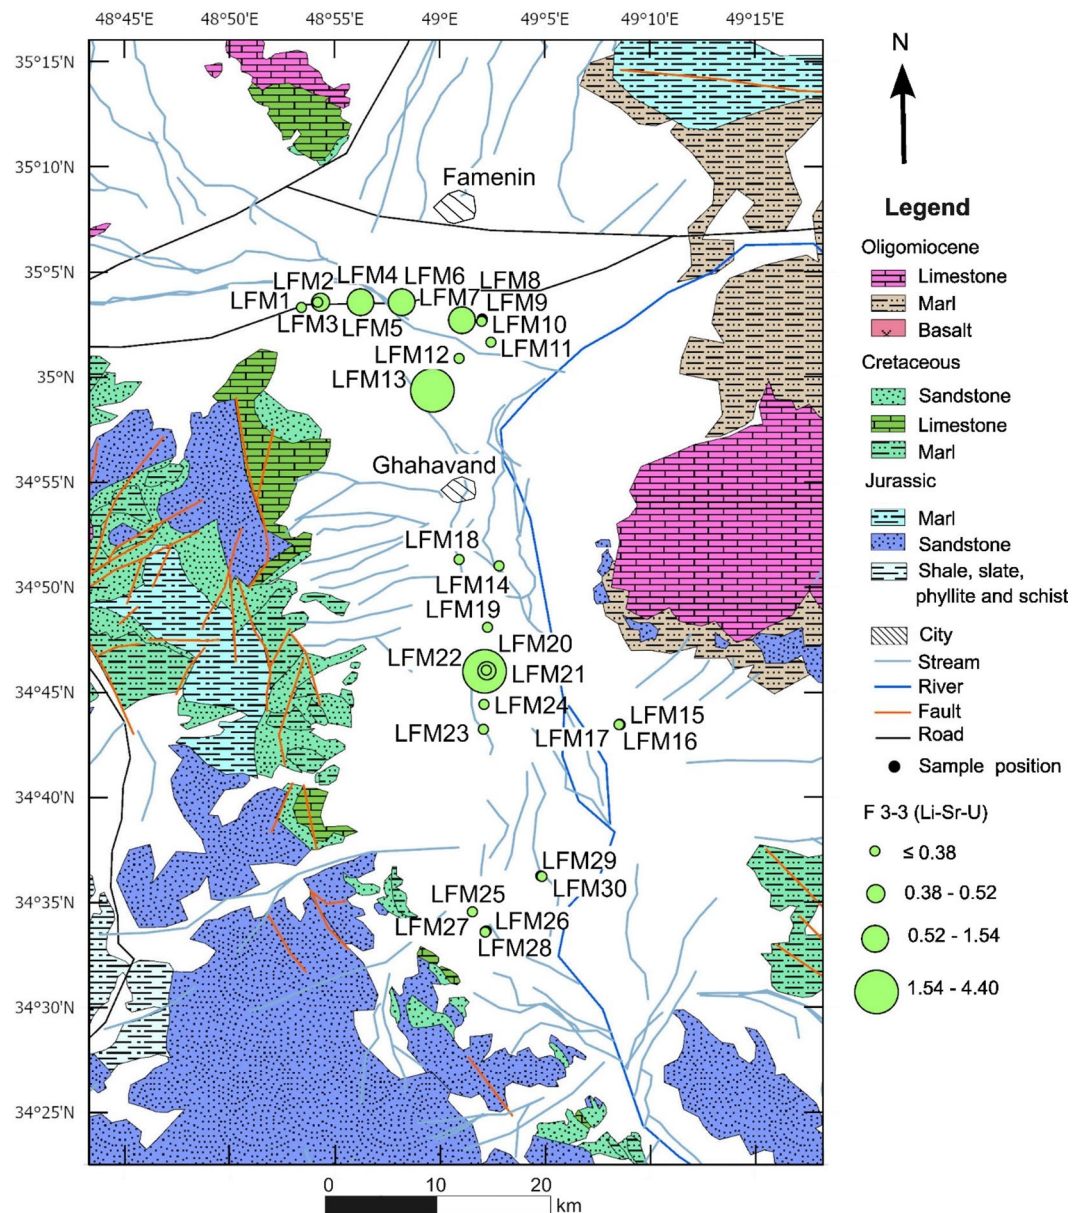 48°45'E 48°50'E 48°55'E 49°0'E 49°5'E 49°10'E 49°15'E
35°15'N
35°10'N
35°5'N
35°0'N
34°55'N
34°50'N
34°45'N
34°40'N
34°35'N
34°30'N
34°25'N
Famenin
LFM2 LFM4 LFM6 LFM8
LFM1 LFM7 LFM9
LFM3 LFM5 LFM10
LFM12 LFM11
LFM13
Ghahavand
LFM18
LFM14
LFM19
LFM20
LFM22 LFM21
LFM24
LFM23 LFM17 LFM15
LFM16
LFM29
LFM25 LFM30
LFM27 LFM26
LFM28
0 10 20
km
N
Legend
Oligomiocene
Limestone
Marl
Basalt
Cretaceous
Sandstone
Limestone
Marl
Jurassic
Marl
Sandstone
Shale, slate,
phyllite and schist
City
Stream
River
Fault
Road
Sample position
F 3-3 (Li-Sr-U)
≤ 0.38
0.38 - 0.52
0.52 - 1.54
1.54 - 4.40